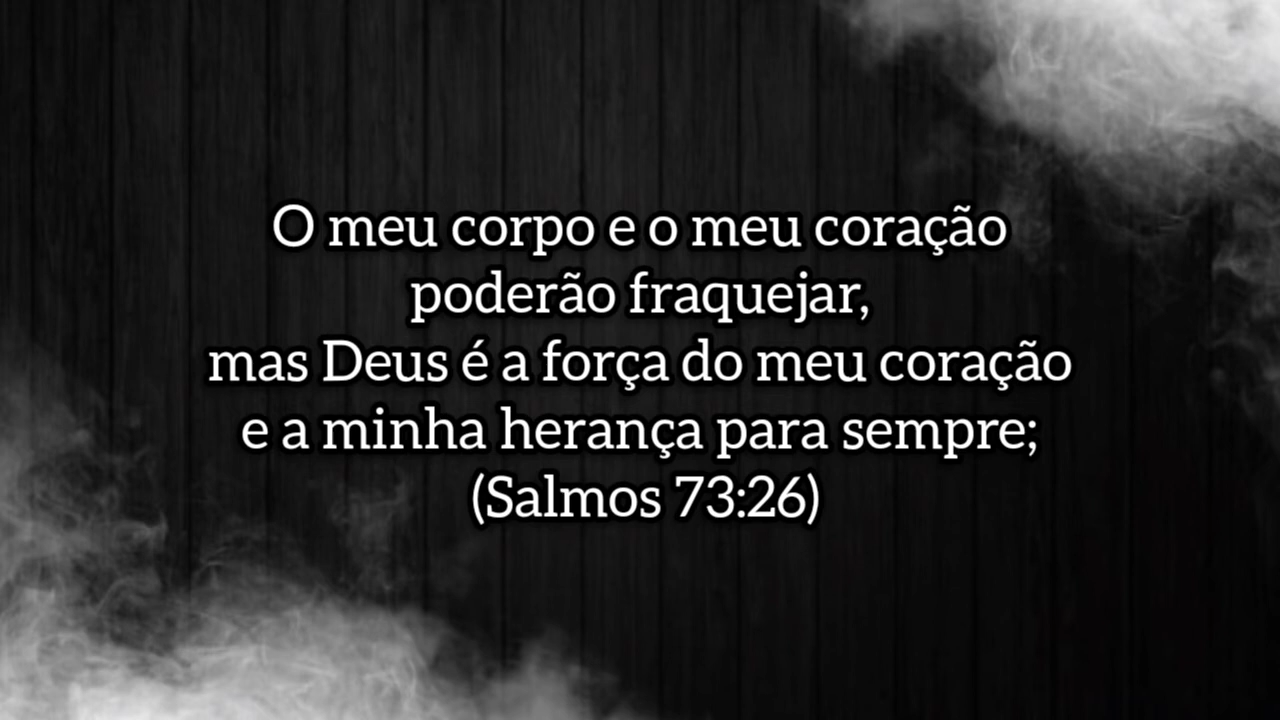 O meu corpo e o meu coração
poderão fraquejar,
mas Deus é a força do meu coração
e a minha herança para sempre;
(Salmos 73:26)